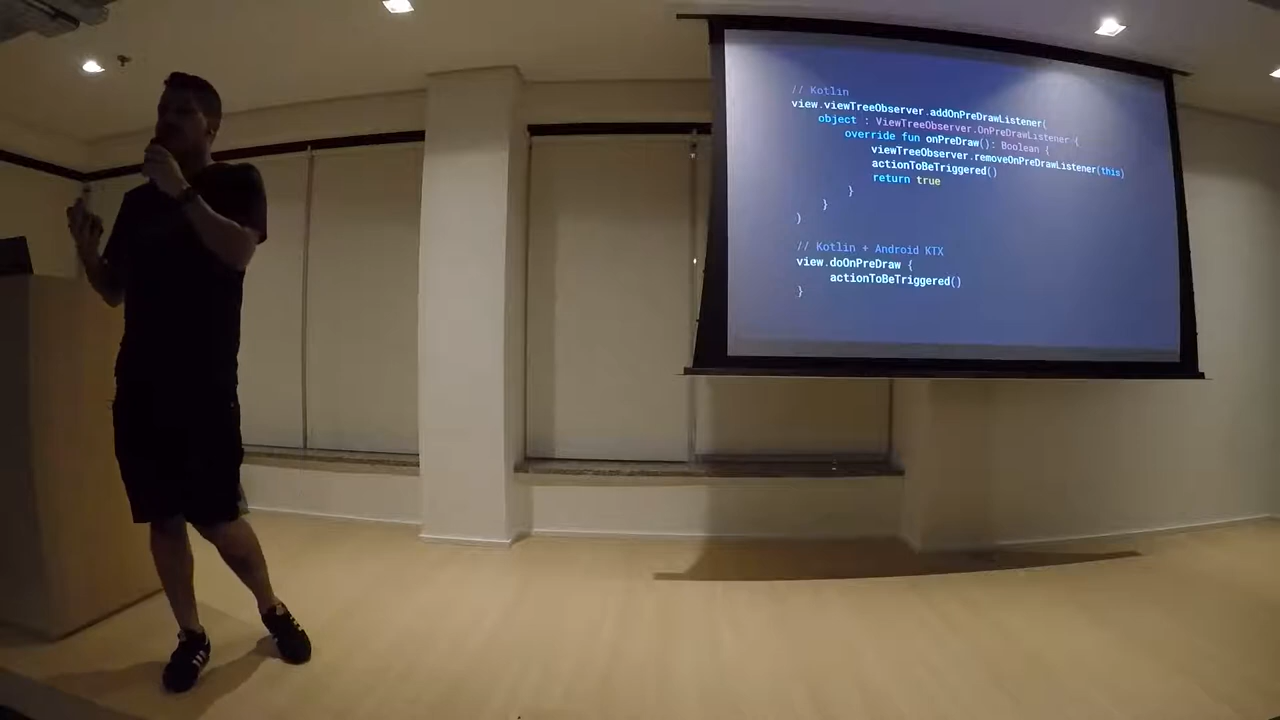 // Kotlin
view.viewTreeObserver.addOnPreDrawListener(
object : ViewTreeObserver.OnPreDrawListener {
override fun onPreDraw(): Boolean {
viewTreeObserver.removeOnPreDrawListener(this)
actionToBeTriggered()
return true
}
}
)
// Kotlin + Android KTX
view.doOnPreDraw {
actionToBeTriggered()
}